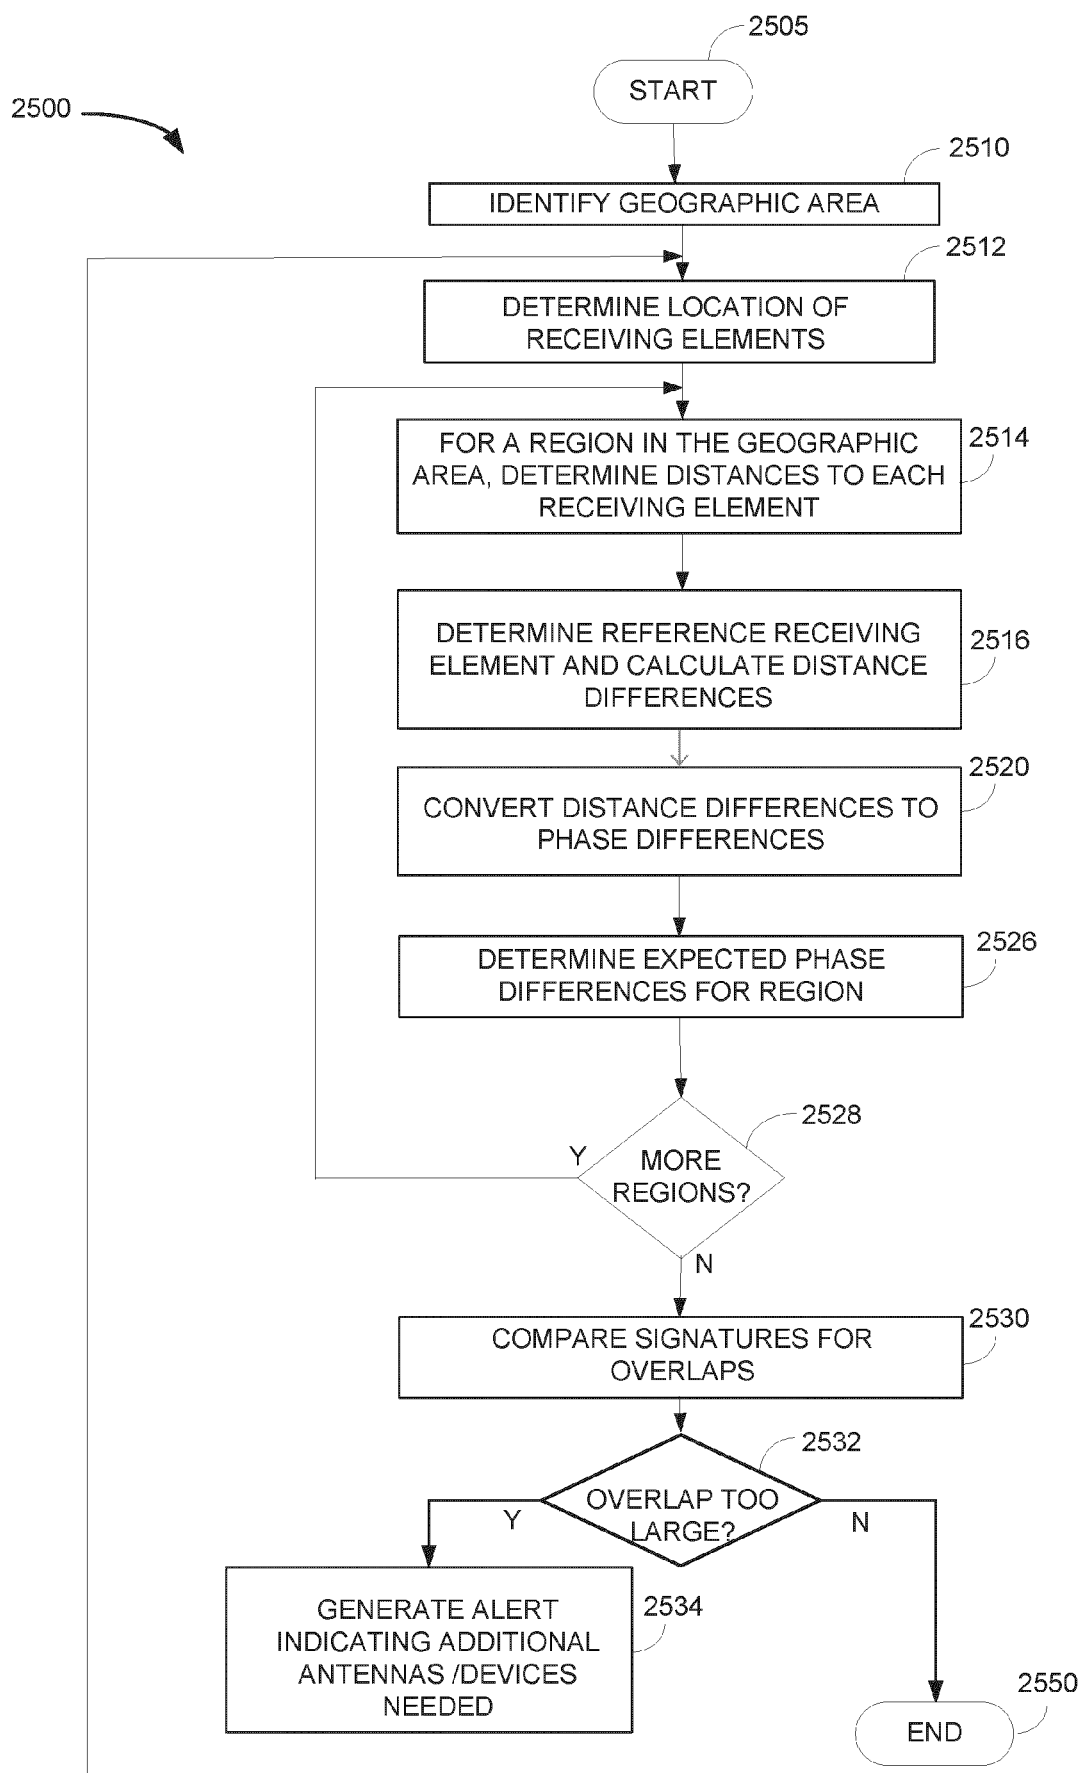 2505
START
2500
2510
IDENTIFY GEOGRAPHIC AREA
2512
DETERMINE LOCATION OF
RECEIVING ELEMENTS
FOR A REGION IN THE GEOGRAPHIC
AREA, DETERMINE DISTANCES TO EACH
RECEIVING ELEMENT
2514
DETERMINE REFERENCE RECEIVING
ELEMENT AND CALCULATE DISTANCE
DIFFERENCES
2516
2520
CONVERT DISTANCE DIFFERENCES TO
PHASE DIFFERENCES
2526
DETERMINE EXPECTED PHASE
DIFFERENCES FOR REGION
2528
Y
MORE
REGIONS?
N
2530
COMPARE SIGNATURES FOR
OVERLAPS
2532
OVERLAP TOO
LARGE?
Y
N
GENERATE ALERT
INDICATING ADDITIONAL
ANTENNAS /DEVICES
NEEDED
2534
2550
END